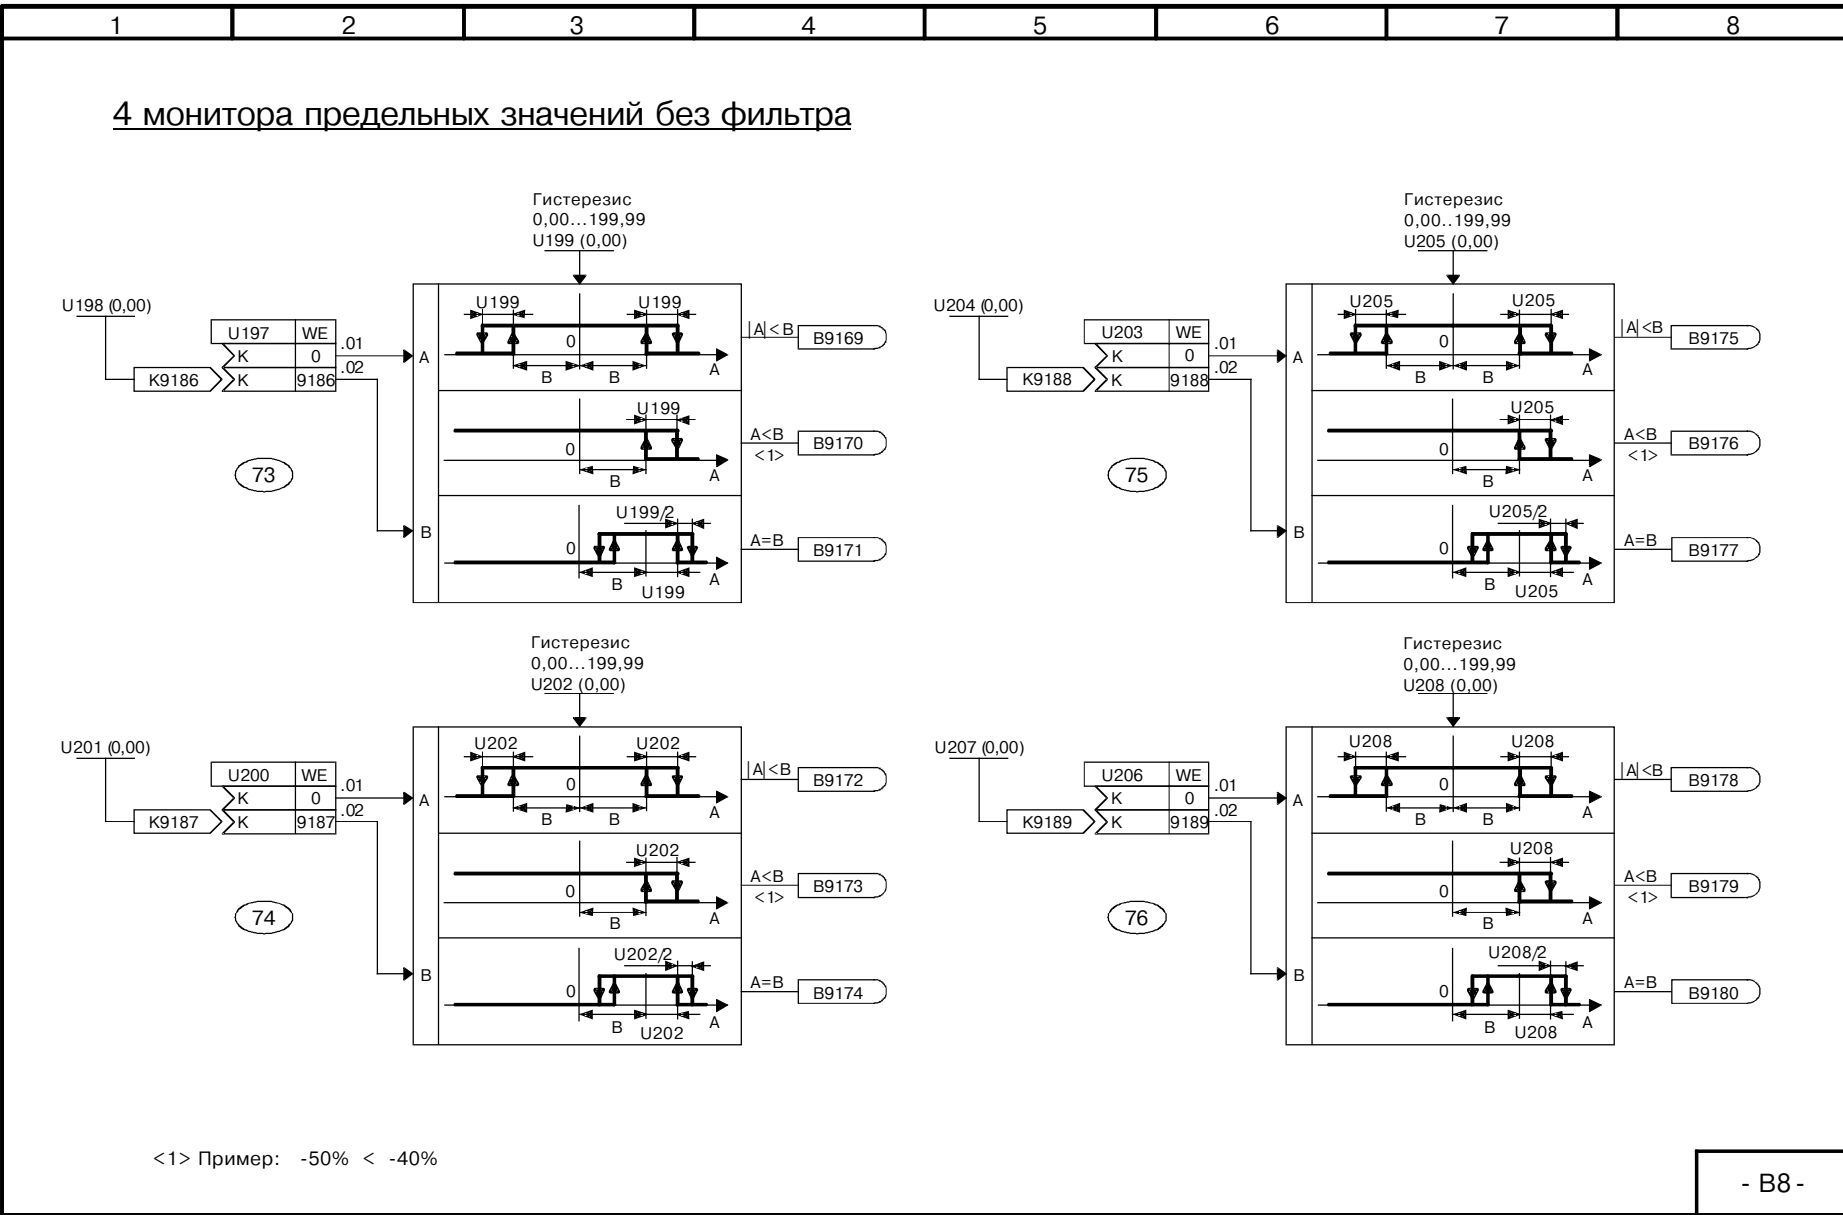 1 2 3 4 5 6 7 8
4 монитора предельных значений без фильтра
Гистерезис
0,00...199,99
U199 (0,00)
U198 (0,00)
U197 WE
K 0 .01
K9186 K 9186 .02
73
A
B
U199 U199
0
B B A
|A|<B B9169
U199
0
B A
A<B B9170
<1>
U199/2
0
B U199 A
A=B B9171
Гистерезис
0,00..199,99
U205 (0,00)
U204 (0,00)
U203 WE
K 0 .01
K9188 K 9188 .02
75
A
B
U205 U205
0
B B A
|A|<B B9175
U205
0
B A
A<B B9176
<1>
U205/2
0
B U205 A
A=B B9177
Гистерезис
0,00...199,99
U202 (0,00)
U201 (0,00)
U200 WE
K 0 .01
K9187 K 9187 .02
74
A
B
U202 U202
0
B B A
|A|<B B9172
U202
0
B A
A<B B9173
<1>
U202/2
0
B U202 A
A=B B9174
Гистерезис
0,00...199,99
U208 (0,00)
U207 (0,00)
U206 WE
K 0 .01
K9189 K 9189 .02
76
A
B
U208 U208
0
B B A
|A|<B B9178
U208
0
B A
A<B B9179
<1>
U208/2
0
B U208 A
A=B B9180
<1> Пример: -50% < -40%
- B8 -